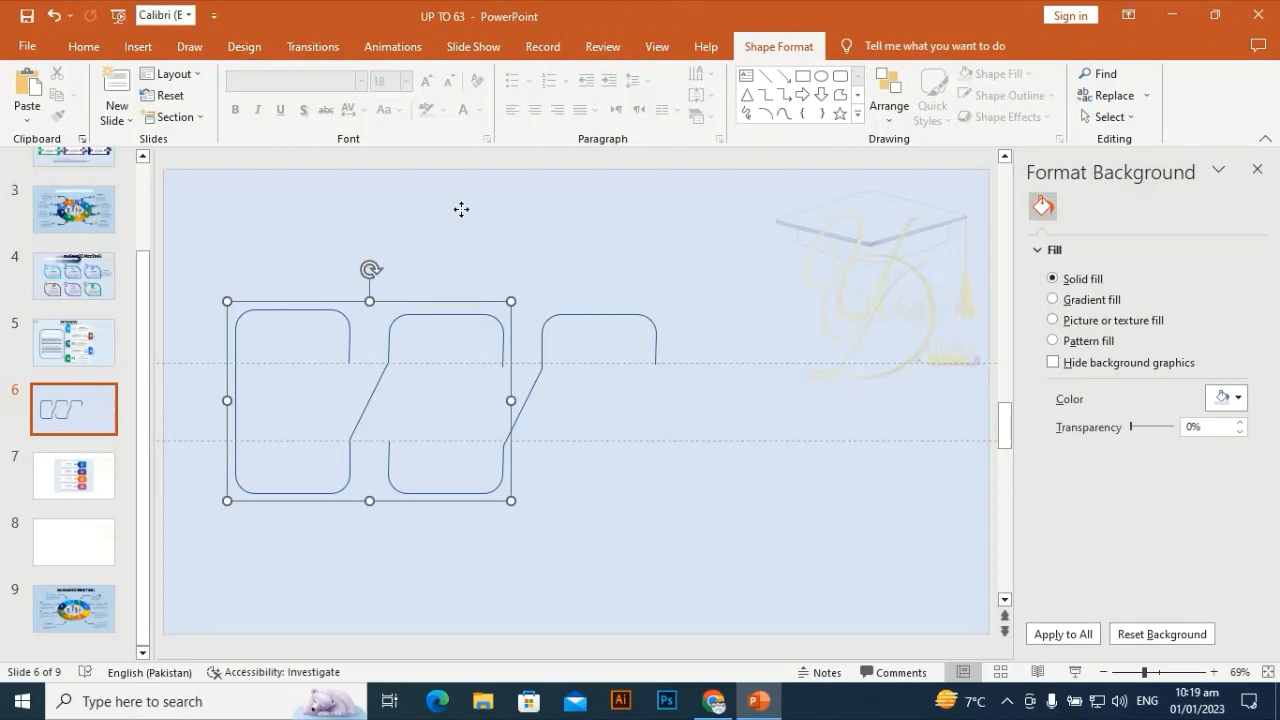 Calibri (E
UP TO 63 - PowerPoint
Sign in
File
Home
Insert
Draw
Design
Transitions
Animations
Slide Show
Record
Review
View
Help
Shape Format
Tell me what you want to do
Paste
New
Slide
Layout
Reset
Section
18
B I U S abc AV Aa A
Arrange
Quick
Styles
Shape Fill
Shape Outline
Shape Effects
Find
Replace
Select
Clipboard
Slides
Font
Paragraph
Drawing
Editing
3
4
5
6
7
8
9
Format Background
Fill
Solid fill
Gradient fill
Picture or texture fill
Pattern fill
Hide background graphics
Color
Transparency
0%
Apply to All
Reset Background
Slide 6 of 9
English (Pakistan)
Accessibility: Investigate
Notes
Comments
69%
Type here to search
Ai
Ps
7°C
ENG
10:19 am
01/01/2023